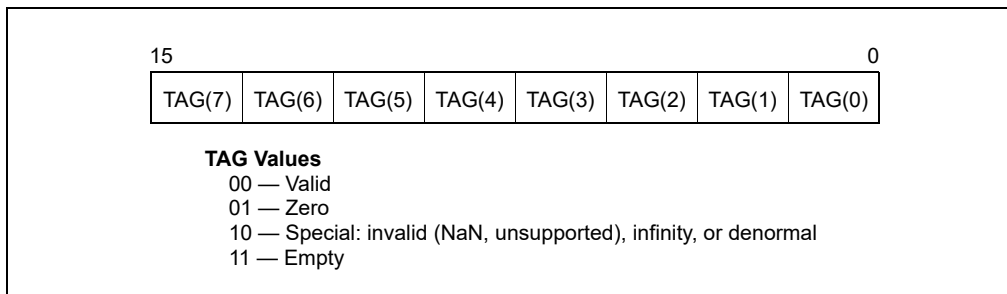 15 0
TAG(7) TAG(6) TAG(5) TAG(4) TAG(3) TAG(2) TAG(1) TAG(0)
TAG Values
00 — Valid
01 — Zero
10 — Special: invalid (NaN, unsupported), infinity, or denormal
11 — Empty